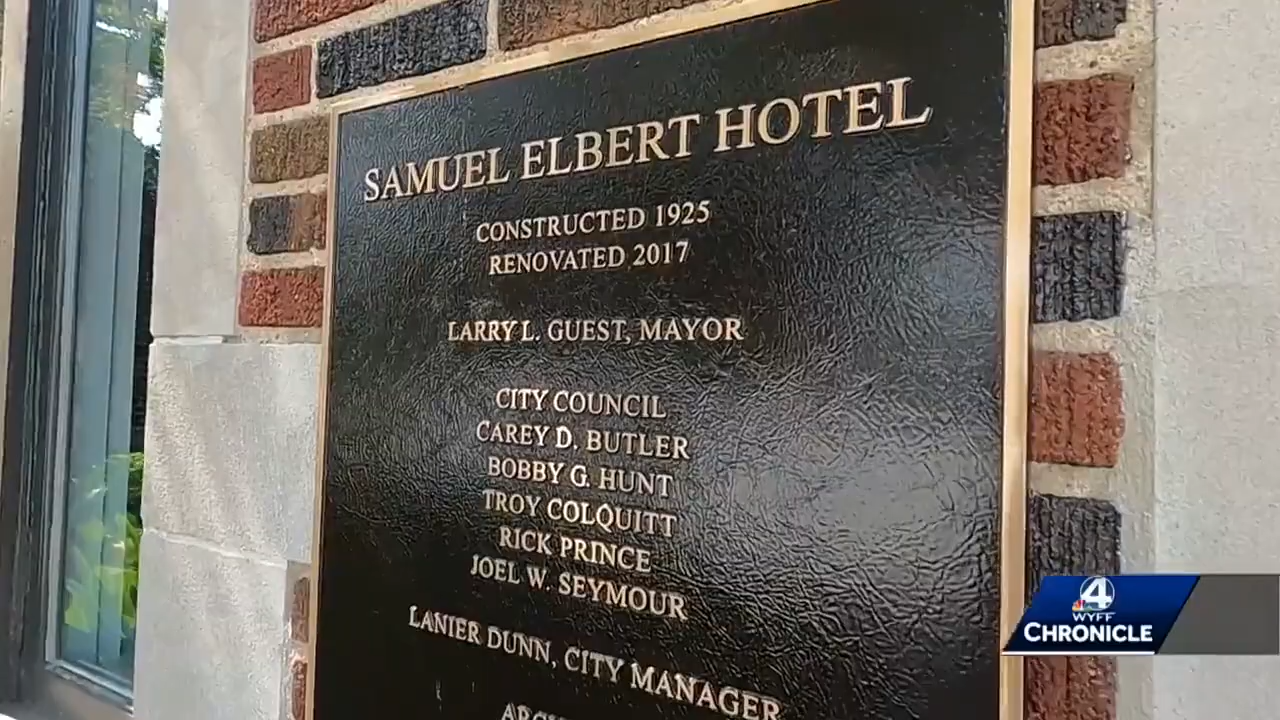 SAMUEL ELBERT HOTEL
CONSTRUCTED 1925
RENOVATED 2017
LARRY L. GUEST, MAYOR
CITY COUNCIL
CAREY D. BUTLER
BOBBY G. HUNT
TROY COLQUITT
RICK PRINCE
JOEL W. SEYMOUR
LANIER DUNN, CITY MANAGER
4
WYFF
CHRONICLE